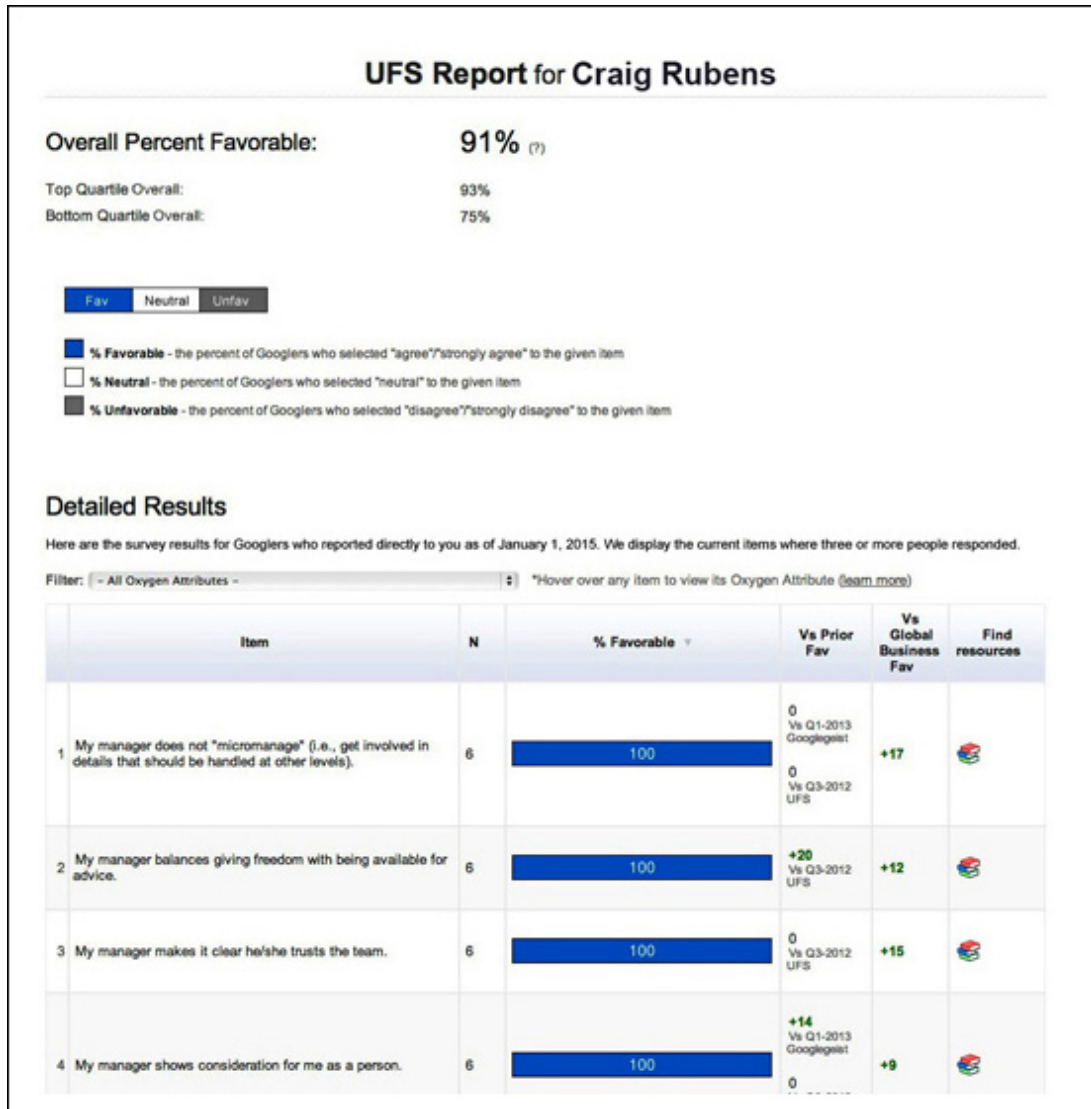 UFS Report for Craig Rubens
Overall Percent Favorable: 91% (?)
Top Quartile Overall: 93%
Bottom Quartile Overall: 75%
Fav Neutral Unfav
% Favorable - the percent of Googlers who selected "agree"/"strongly agree" to the given item
% Neutral - the percent of Googlers who selected "neutral" to the given item
% Unfavorable - the percent of Googlers who selected "disagree"/"strongly disagree" to the given item
Detailed Results
Here are the survey results for Googlers who reported directly to you as of January 1, 2015. We display the current items where three or more people responded.
Filter: - All Oxygen Attributes - *Hover over any item to view its Oxygen Attribute (learn more)
Item
N
% Favorable
Vs Prior
Fav
Vs
Global
Business
Fav
Find
resources
1
My manager does not "micromanage" (i.e., get involved in
details that should be handled at other levels).
6
100
0
Vs Q1-2013
Googlegeist
0
Vs Q3-2012
UFS
+17
2
My manager balances giving freedom with being available for
advice.
6
100
+20
Vs Q3-2012
UFS
+12
3 My manager makes it clear he/she trusts the team.
6
100
0
Vs Q3-2012
UFS
+15
4 My manager shows consideration for me as a person.
6
100
+14
Vs Q1-2013
Googlegeist
0
+9